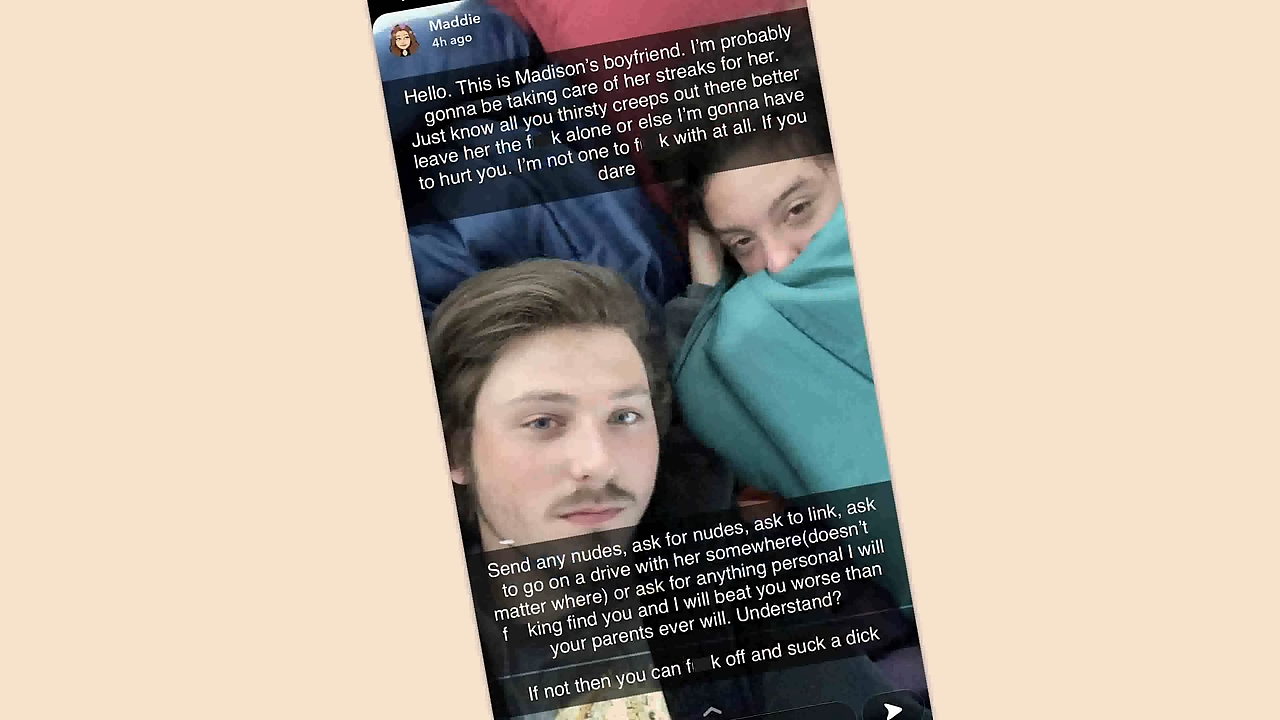 Maddie
4h ago
Hello. This is Madison's boyfriend. I'm probably
gonna be taking care of her streaks for her.
Just know all you thirsty creeps out there better
leave her the f k alone or else I'm gonna have
to hurt you. I'm not one to f k with at all. If you
dare
Send any nudes, ask for nudes, ask to link, ask
to go on a drive with her somewhere(doesn't
matter where) or ask for anything personal I will
f king find you and I will beat you worse than
your parents ever will. Understand?
If not then you can f k off and suck a dick